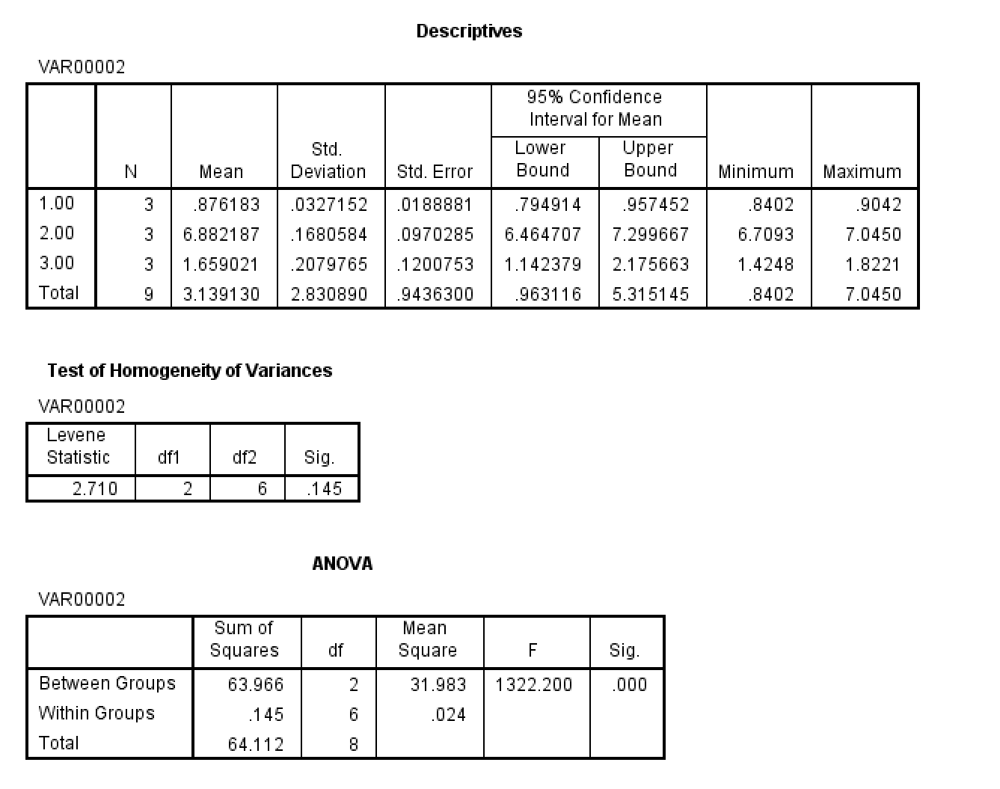 Descriptives
VAR00002
95% Confidence
Interval for Mean
N Mean Std. Deviation Std. Error Lower Bound Upper Bound Minimum Maximum
1.00 3 .876183 .0327152 .0188881 .794914 .957452 .8402 .9042
2.00 3 6.882187 .1680584 .0970285 6.464707 7.299667 6.7093 7.0450
3.00 3 1.659021 .2079765 .1200753 1.142379 2.175663 1.4248 1.8221
Total 9 3.139130 2.830890 .9436300 .963116 5.315145 .8402 7.0450
Test of Homogeneity of Variances
VAR00002
Levene Statistic df1 df2 Sig.
2.710 2 6 .145
ANOVA
VAR00002
Sum of Squares df Mean Square F Sig.
Between Groups 63.966 2 31.983 1322.200 .000
Within Groups .145 6 .024
Total 64.112 8